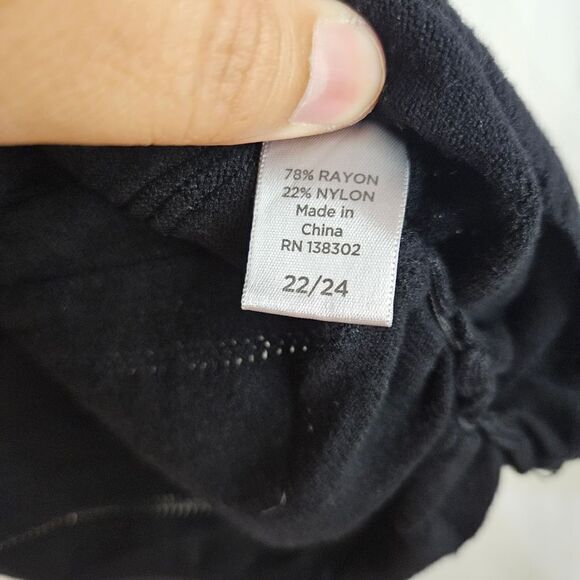 78% RAYON
22% NYLON
Made in
China
RN 138302
22/24